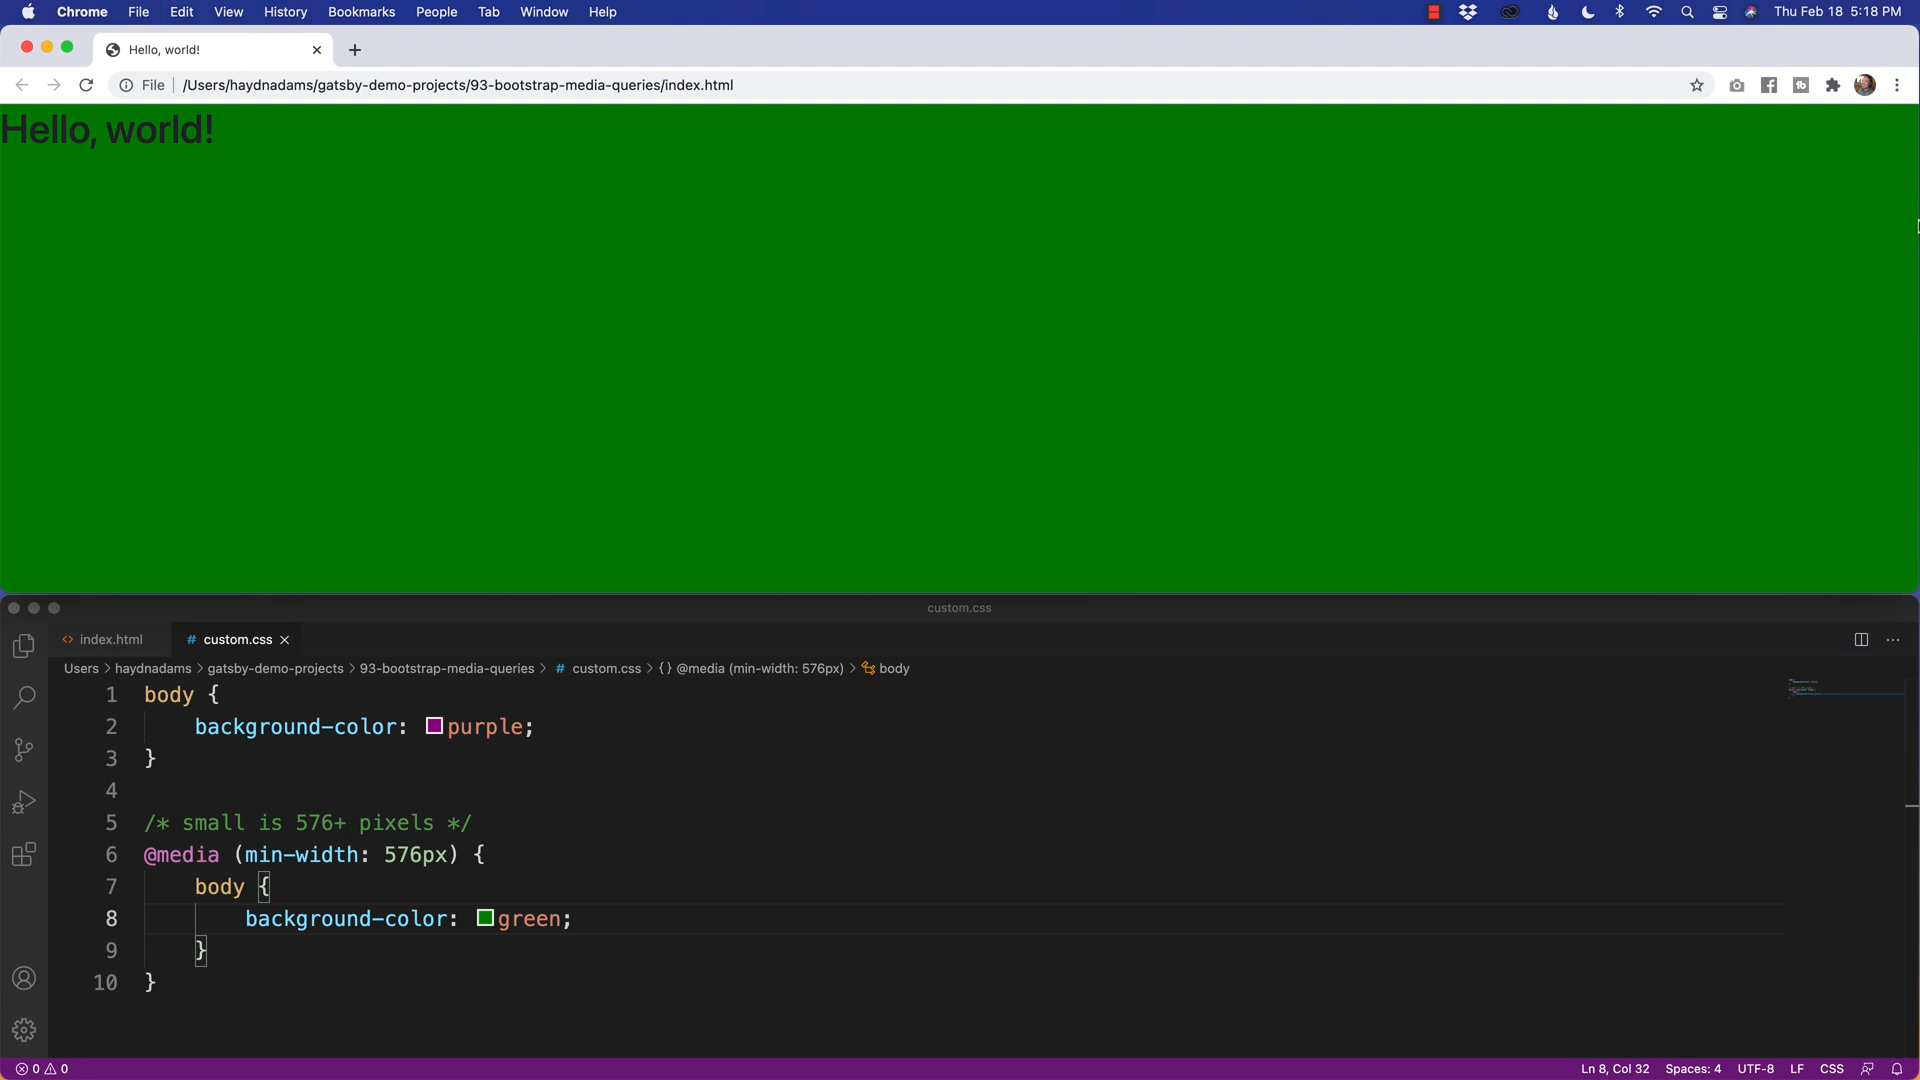 Chrome File Edit View History Bookmarks People Tab Window Help Thu Feb 18 5:18 PM
Hello, world!
File /Users/haydnadams/gatsby-demo-projects/93-bootstrap-media-queries/index.html
Hello, world!
custom.css
<> index.html # custom.css
Users > haydnadams > gatsby-demo-projects > 93-bootstrap-media-queries > # custom.css > {} @media (min-width: 576px) > body
1 body {
2 background-color: purple;
3 }
4
5 /* small is 576+ pixels */
6 @media (min-width: 576px) {
7 body {
8 background-color: green;
9 }
10 }
0 0 Ln 8, Col 32 Spaces: 4 UTF-8 LF CSS